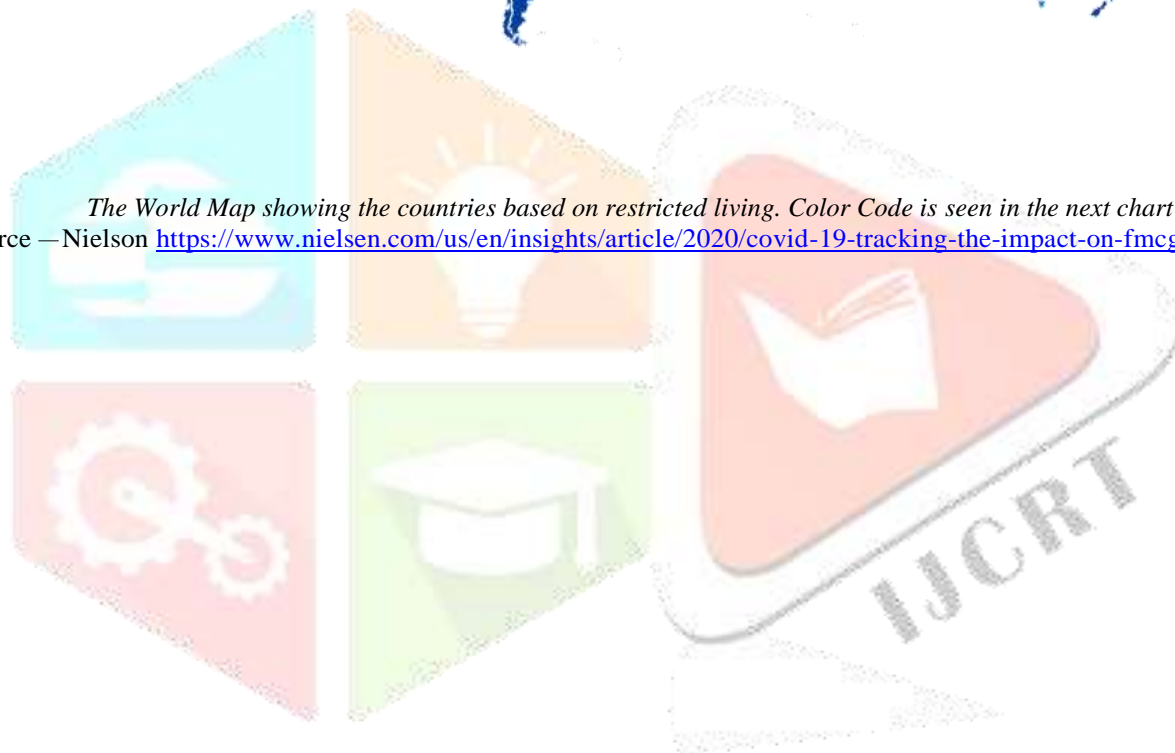 The World Map showing the countries based on restricted living. Color Code is seen in the next chart
rce —Nielson https://www.nielsen.com/us/en/insights/article/2020/covid-19-tracking-the-impact-on-fmcg
IJCRT